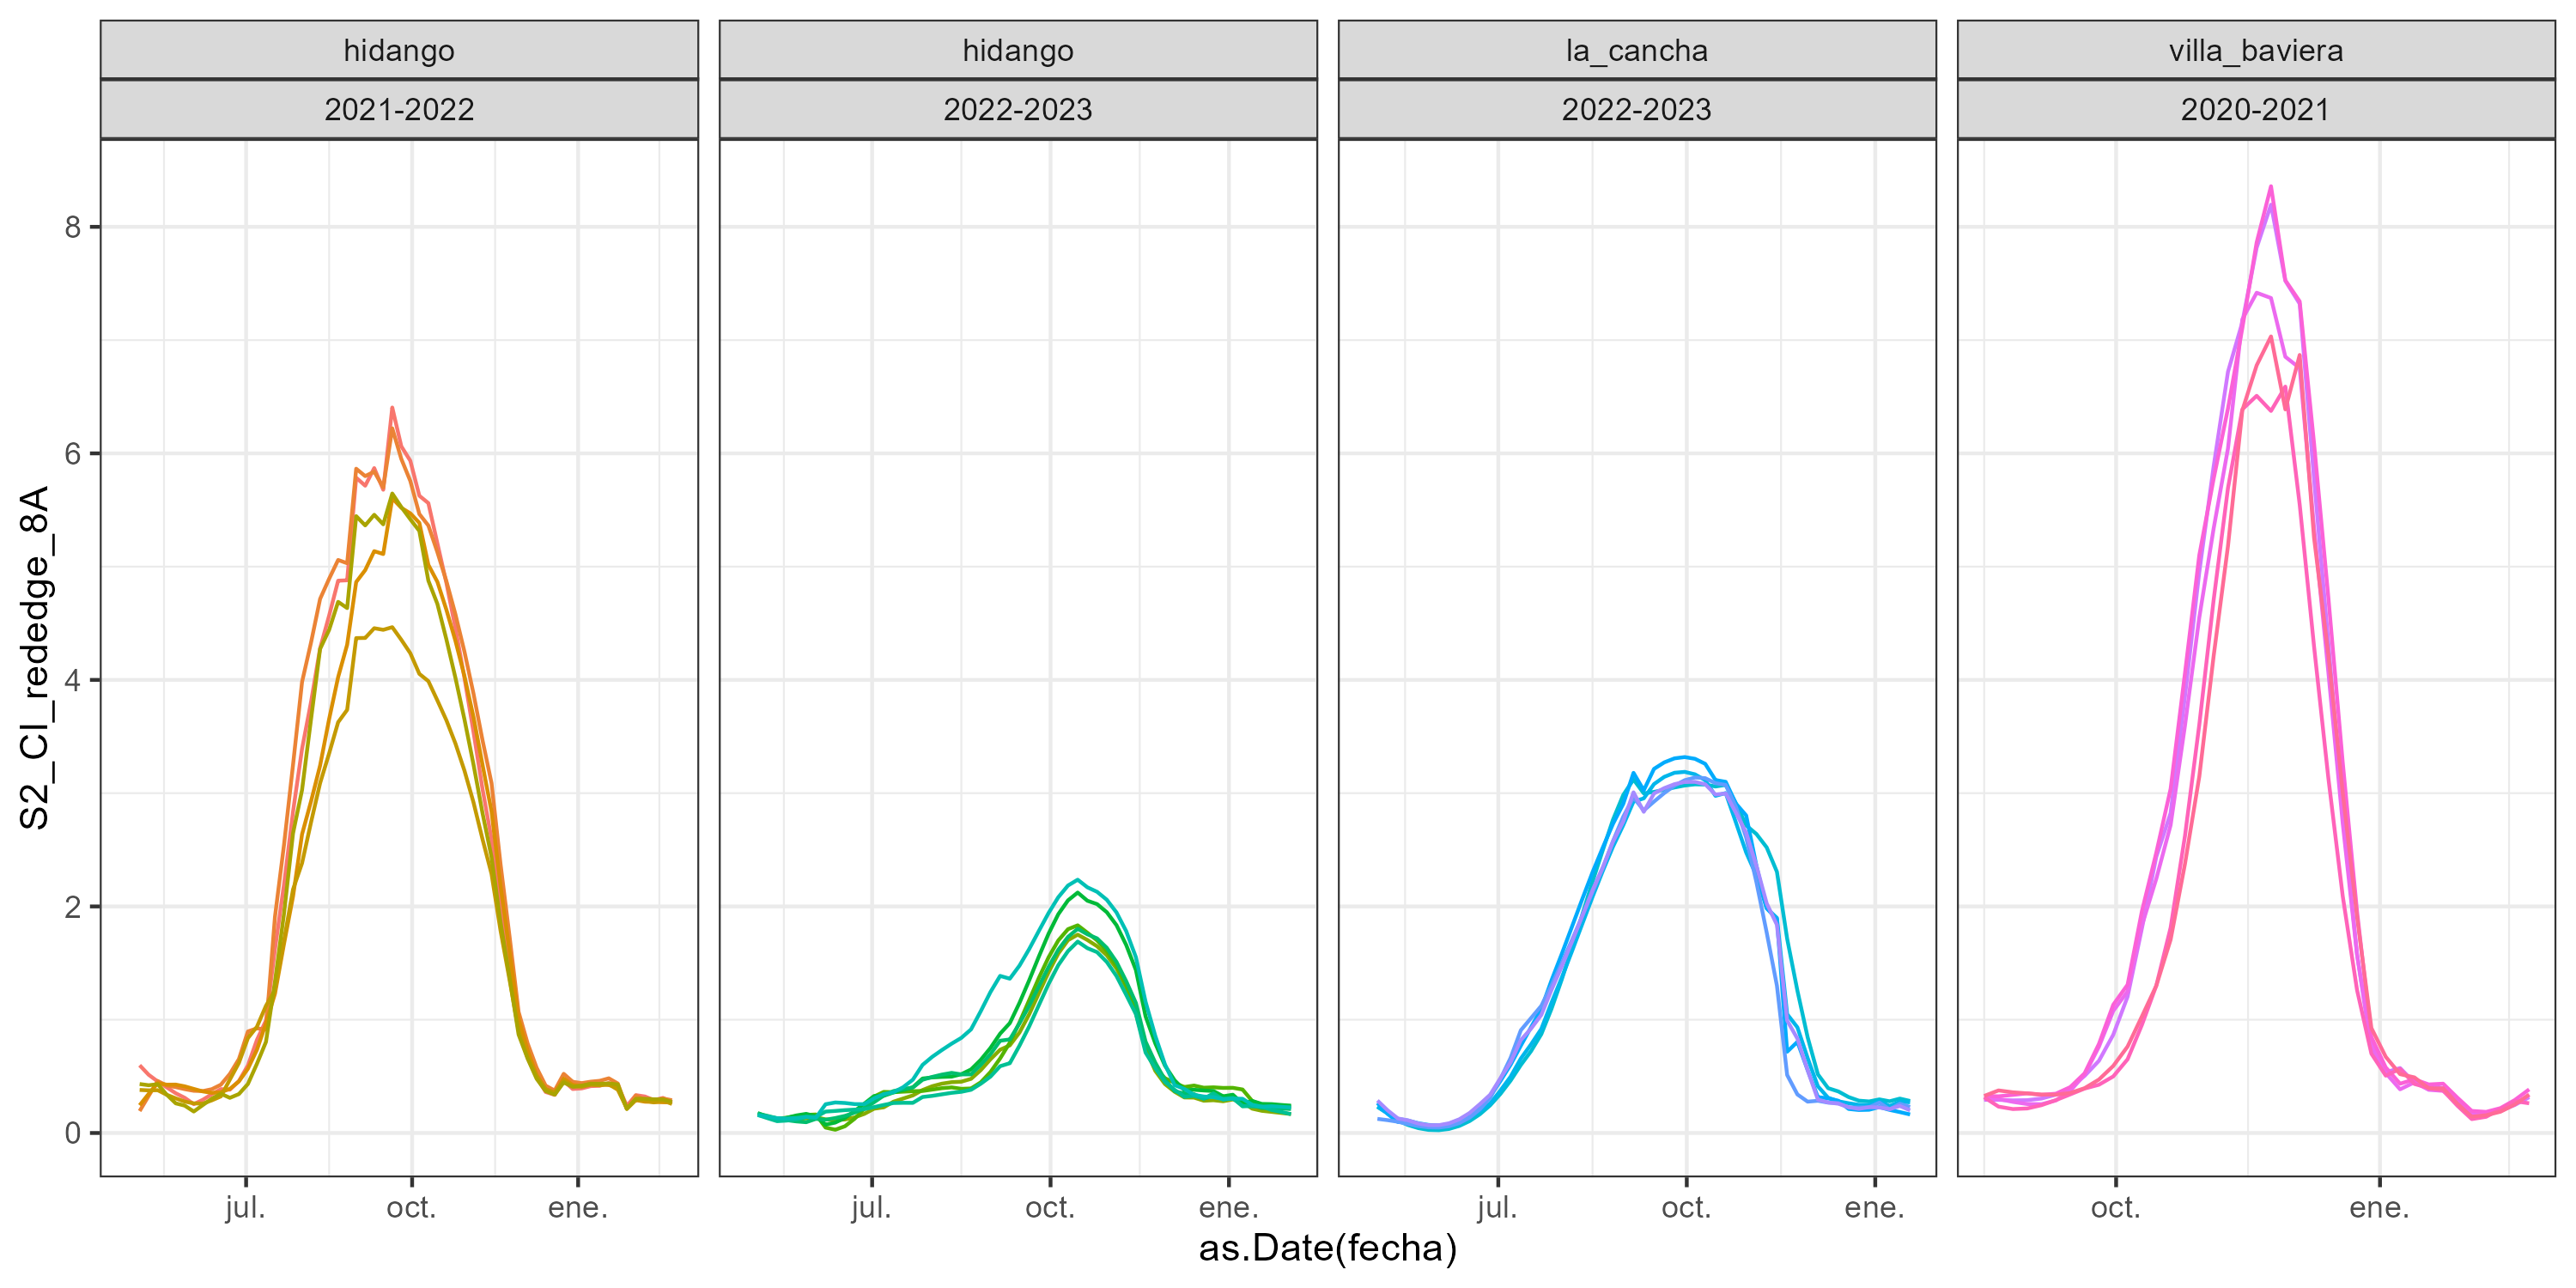 hidango
hidango
la_cancha
villa_baviera
2021-2022
2022-2023
2022-2023
2020-2021
S2_CI_rededge_8A
8
6
4
2
0
jul.
oct.
ene.
jul.
oct.
ene.
jul.
oct.
ene.
oct.
ene.
as.Date(fecha)